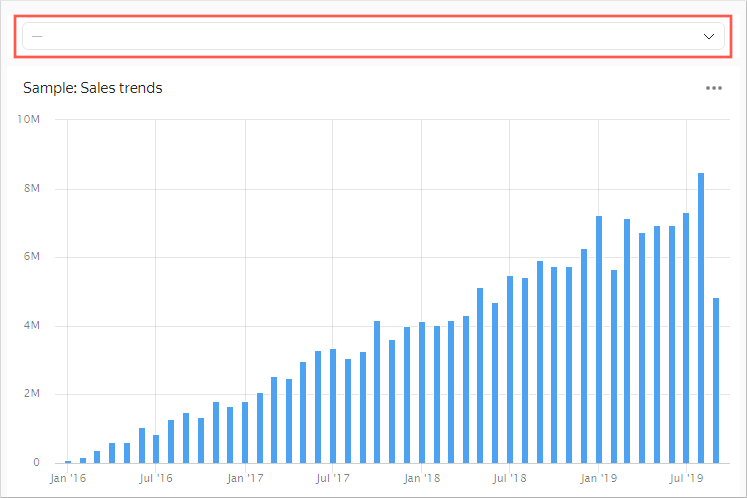 —
Sample: Sales trends
10M
8M
6M
4M
2M
0
Jan '16 Jul '16 Jan '17 Jul '17 Jan '18 Jul '18 Jan '19 Jul '19